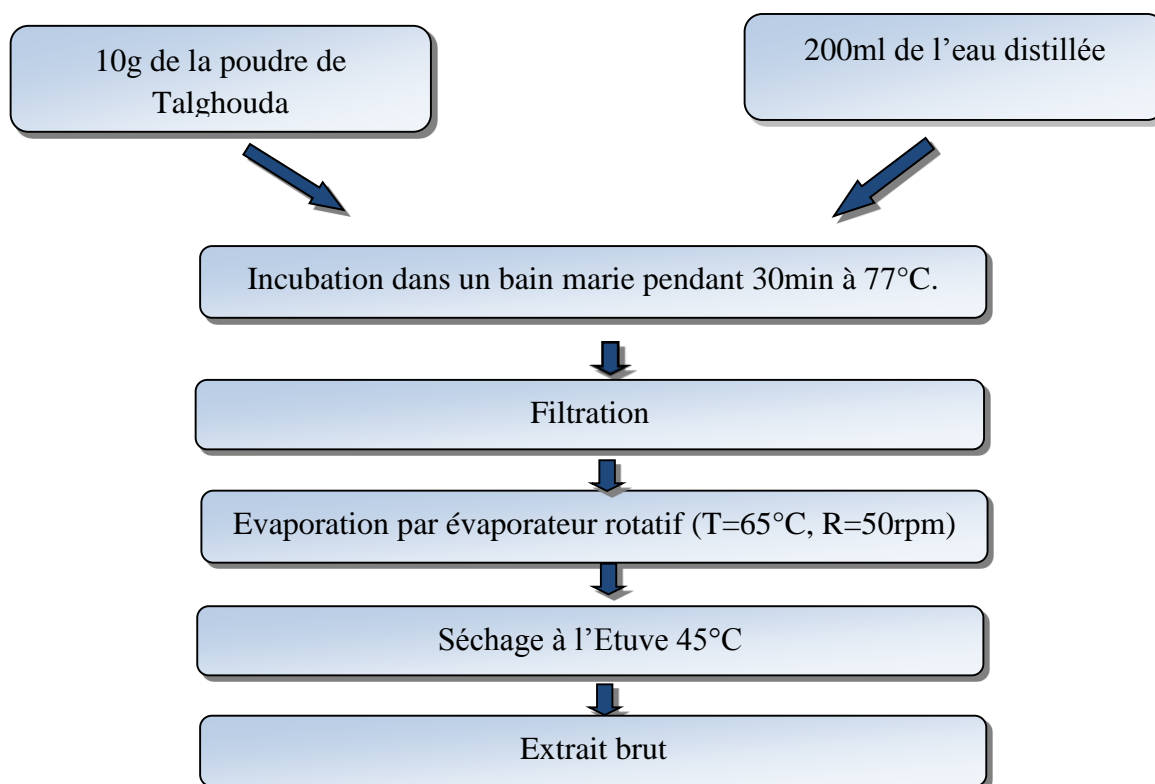 10g de la poudre de
Talghouda
200ml de l’eau distillée
Incubation dans un bain marie pendant 30min à 77°C.
Filtration
Evaporation par évaporateur rotatif (T=65°C, R=50rpm)
Séchage à l’Etuve 45°C
Extrait brut